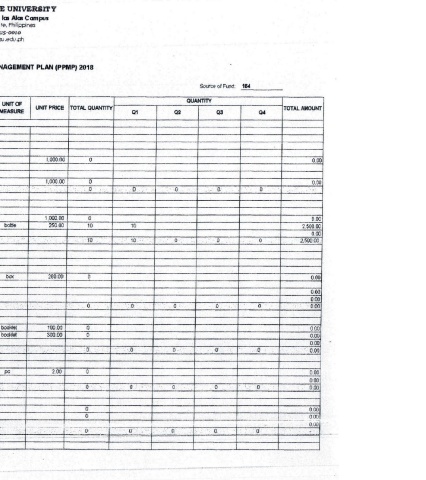 E UNIVERSITY
las Alas Campus
te, Philippines
su.edu.ph
NAGEMENT PLAN (PPMP) 2018
Source of Fund: 164
UNIT OF MEASURE UNIT PRICE TOTAL QUANTITY QUANTITY TOTAL AMOUNT
Q1 Q2 Q3 Q4
1,000.00 0 0.00
1,000.00 0 0.00
0 0 0 0 0
1,000.00 0 0.00
bottle 250.00 10 10 2,500.00
0.00
10 10 0 0 0 2,500.00
box 200.00 0 0.00
0.00
0.00
0 0 0 0 0 0.00
booklet 100.00 0 0.00
booklet 300.00 0 0.00
0.00
0 0 0 0 0 0.00
pc 2.00 0 0.00
0.00
0 0 0 0 0 0.00
0 0.00
0 0.00
0.00
0 0 0 0 0